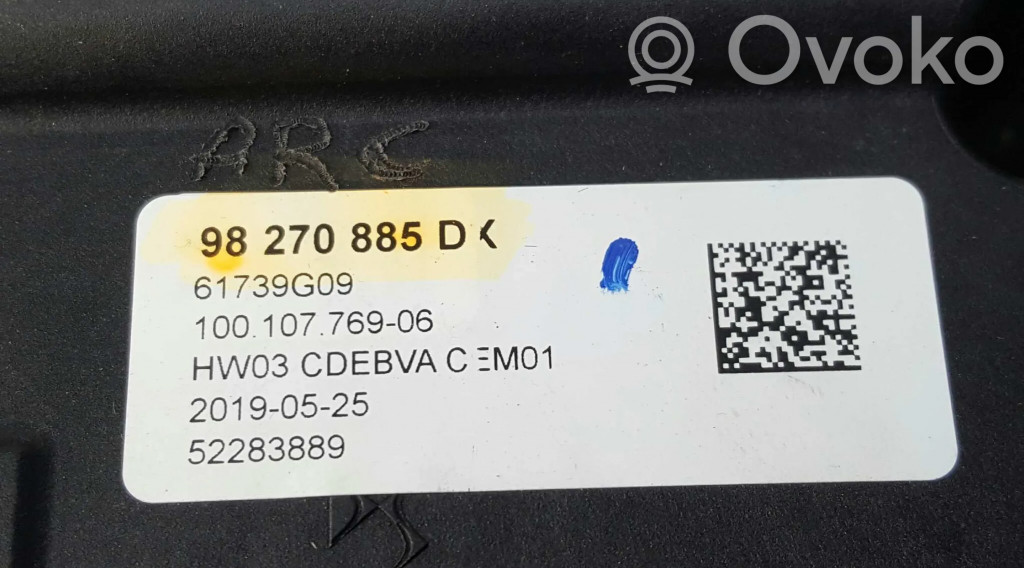 Ovoko
ARC
98 270 885 DK
61739G09
100.107.769-06
HW03 CDEBVA CEM01
2019-05-25
52283889